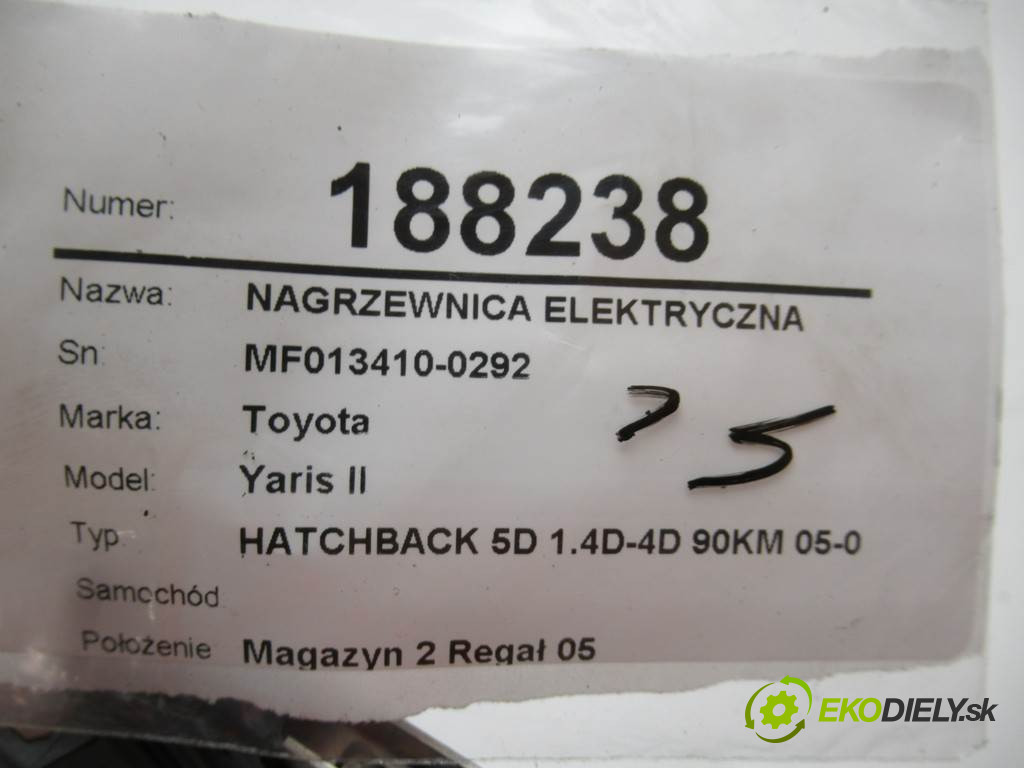 Numer: 188238
Nazwa: NAGRZEWNICA ELEKTRYCZNA
Sn: MF013410-0292
Marka: Toyota
Model: Yaris II
Typ: HATCHBACK 5D 1.4D-4D 90KM 05-0
Samochód
Położenie Magazyn 2 Regał 05
EKODIELY.sk